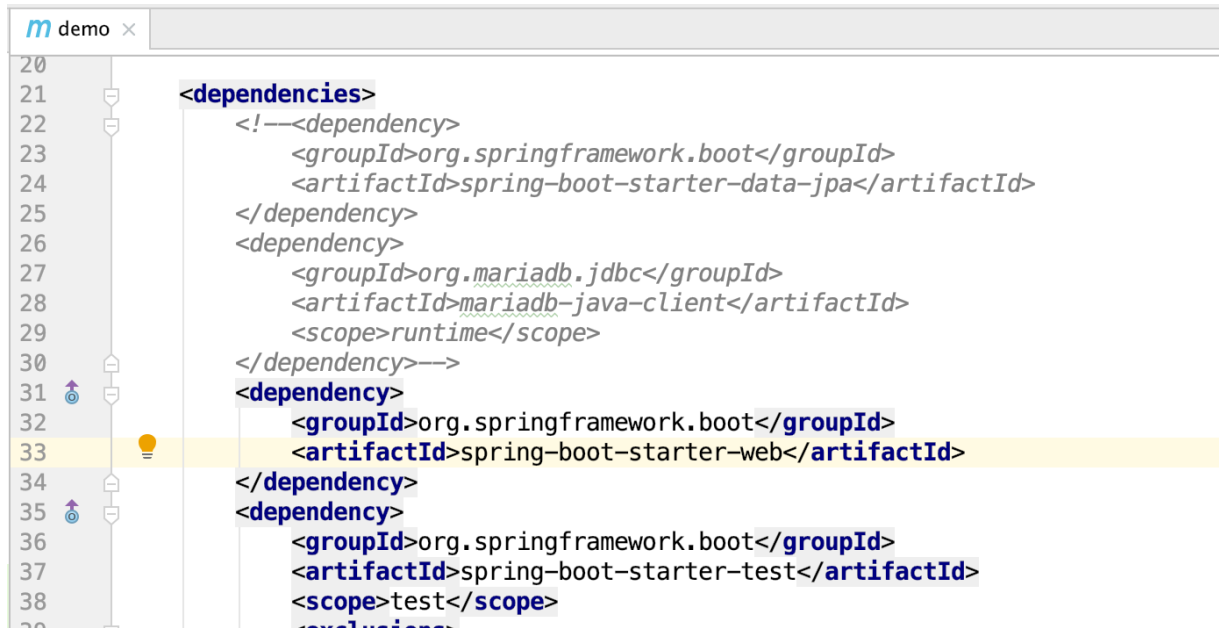 m demo ×
20
21 <dependencies>
22 <!--<dependency>
23 <groupId>org.springframework.boot</groupId>
24 <artifactId>spring-boot-starter-data-jpa</artifactId>
25 </dependency>
26 <dependency>
27 <groupId>org.mariadb.jdbc</groupId>
28 <artifactId>mariadb-java-client</artifactId>
29 <scope>runtime</scope>
30 </dependency>-->
31 <dependency>
32 <groupId>org.springframework.boot</groupId>
33 <artifactId>spring-boot-starter-web</artifactId>
34 </dependency>
35 <dependency>
36 <groupId>org.springframework.boot</groupId>
37 <artifactId>spring-boot-starter-test</artifactId>
38 <scope>test</scope>
39 <exclusions>